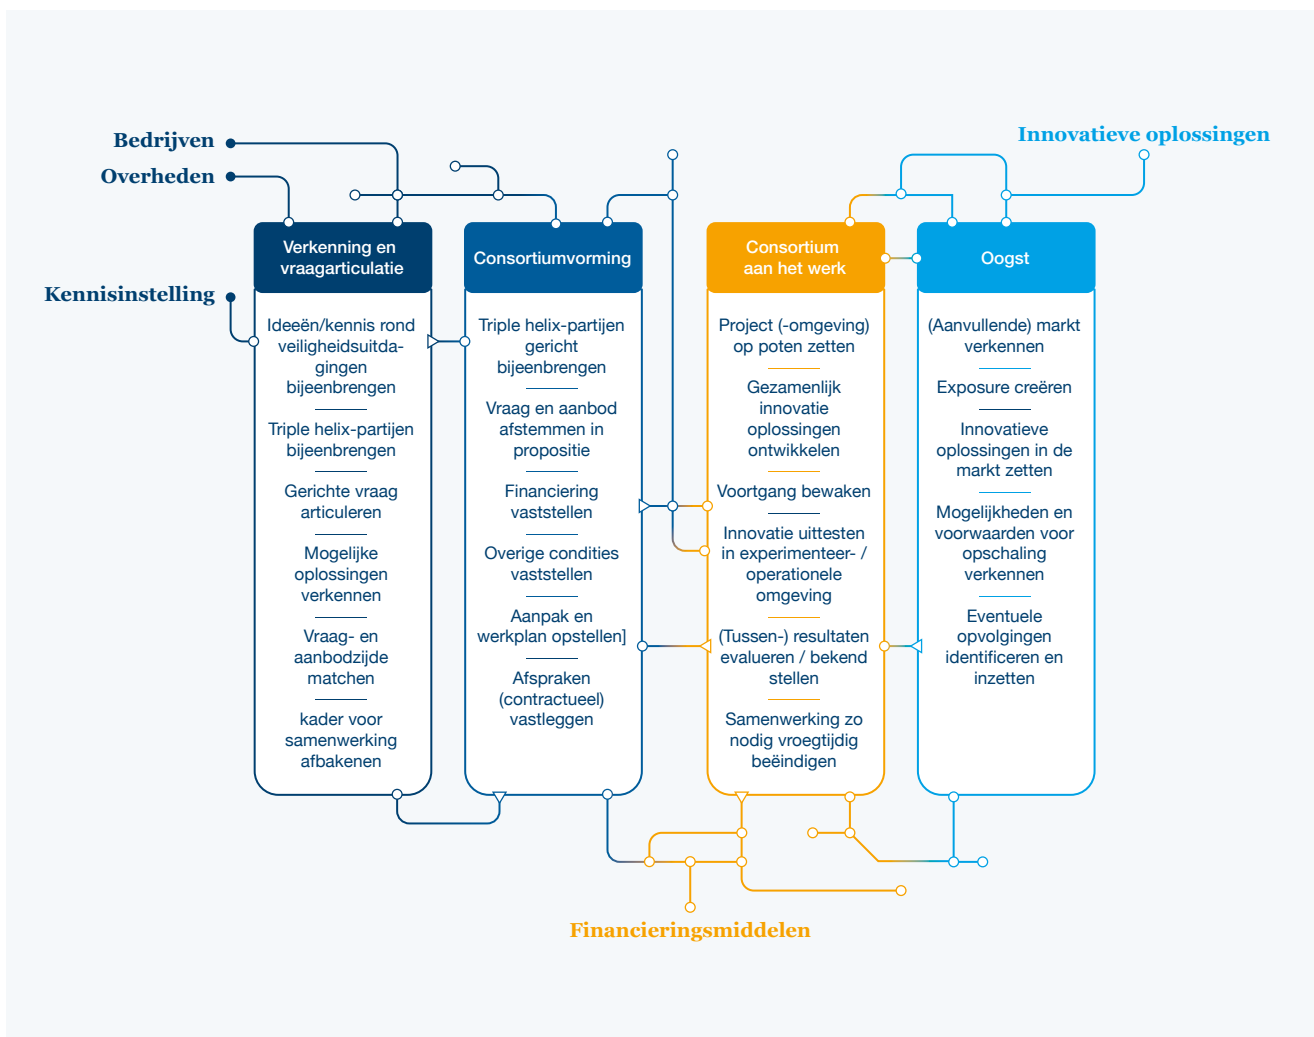 Bedrijven
Overheden
Kennisinstelling
Innovatieve oplossingen
Verkenning en
vraagarticulatie
Ideeën/kennis rond
veiligheidsuitda-
gingen
bijeenbrengen
Triple helix-partijen
bijeenbrengen
Gerichte vraag
articuleren
Mogelijke
oplossingen
verkennen
Vraag- en
aanbodzijde
matchen
kader voor
samenwerking
afbakenen
Consortiumvorming
Triple helix-partijen
gericht
bijeenbrengen
Vraag en aanbod
afstemmen in
propositie
Financiering
vaststellen
Overige condities
vaststellen
Aanpak en
werkplan opstellen]
Afspraken
(contractueel)
vastleggen
Consortium
aan het werk
Project (-omgeving)
op poten zetten
Gezamenlijk
innovatie
oplossingen
ontwikkelen
Voortgang bewaken
Innovatie uittesten
in experimenteer- /
operationele
omgeving
(Tussen-) resultaten
evalueren / bekend
stellen
Samenwerking zo
nodig vroegtijdig
beëindigen
Oogst
(Aanvullende) markt
verkennen
Exposure creëren
Innovatieve
oplossingen in de
markt zetten
Mogelijkheden en
voorwaarden voor
opschaling
verkennen
Eventuele
opvolgingen
identificeren en
inzetten
Financieringsmiddelen